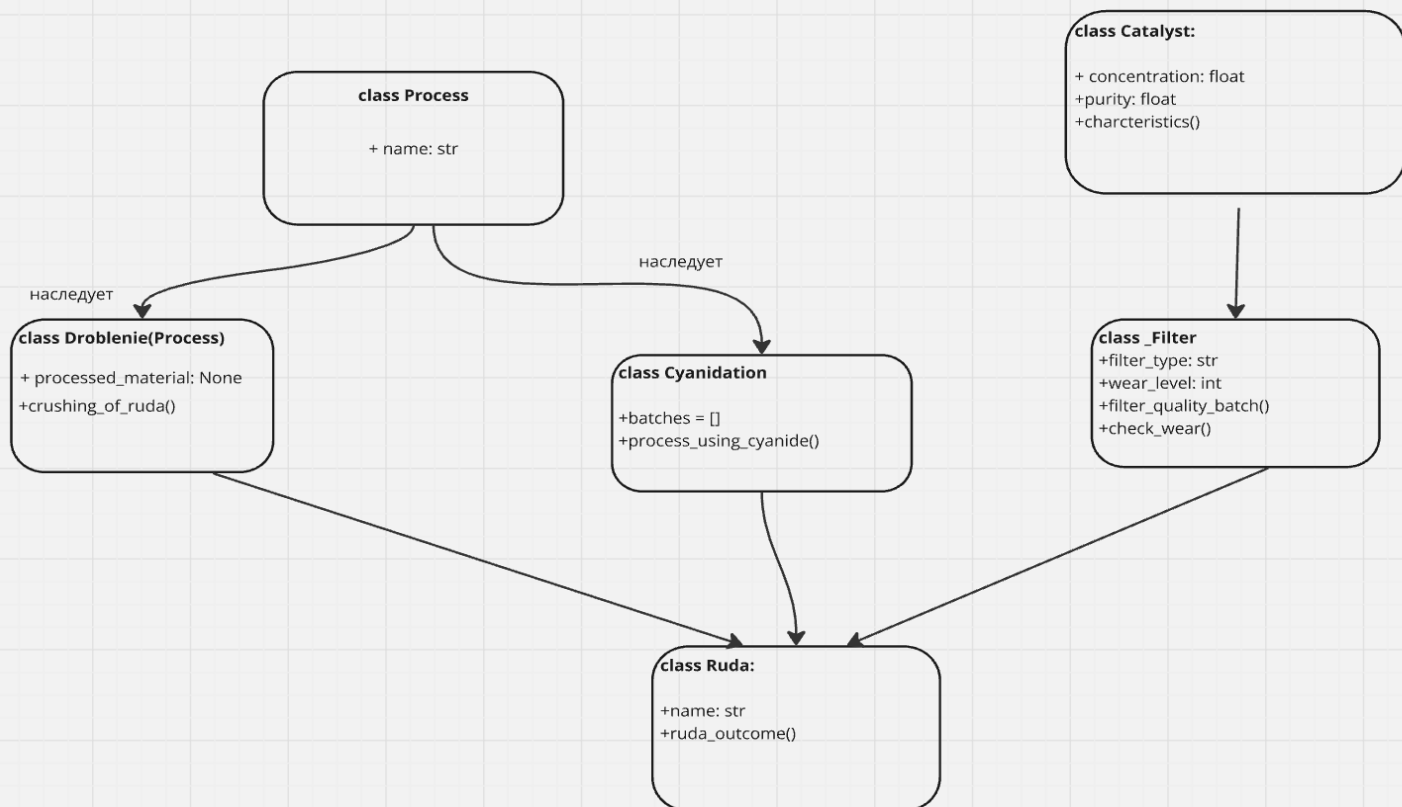 class Catalyst:
+ concentration: float
+purity: float
+charcteristics()
class Process
+ name: str
наследует
наследует
class Droblenie(Process)
+ processed_material: None
+crushing_of_ruda()
class Cyanidation
+batches = []
+process_using_cyanide()
class _Filter
+filter_type: str
+wear_level: int
+filter_quality_batch()
+check_wear()
class Ruda:
+name: str
+ruda_outcome()